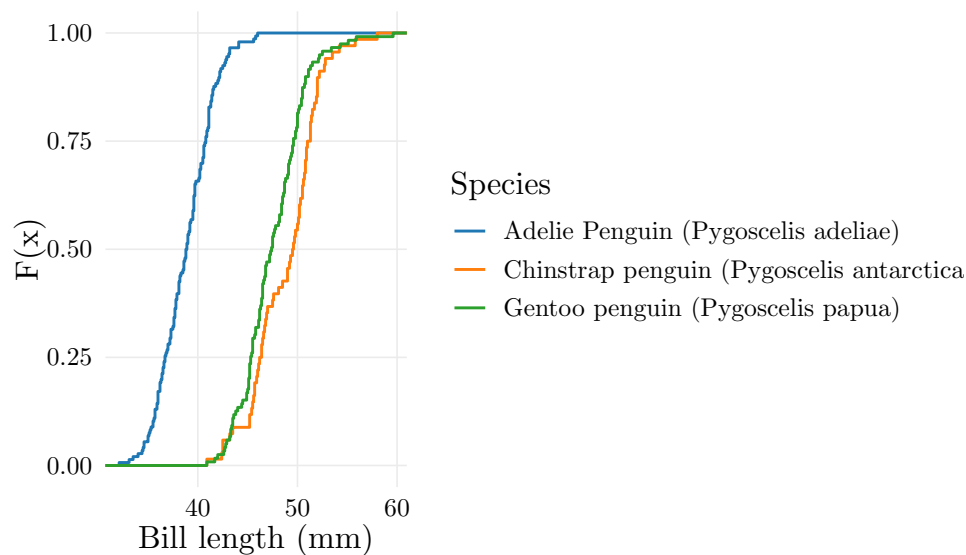 1.00
0.75
0.50
0.25
0.00
F(x)
40 50 60
Bill length (mm)
Species
Adelie Penguin (Pygoscelis adeliae)
Chinstrap penguin (Pygoscelis antarctica
Gentoo penguin (Pygoscelis papua)